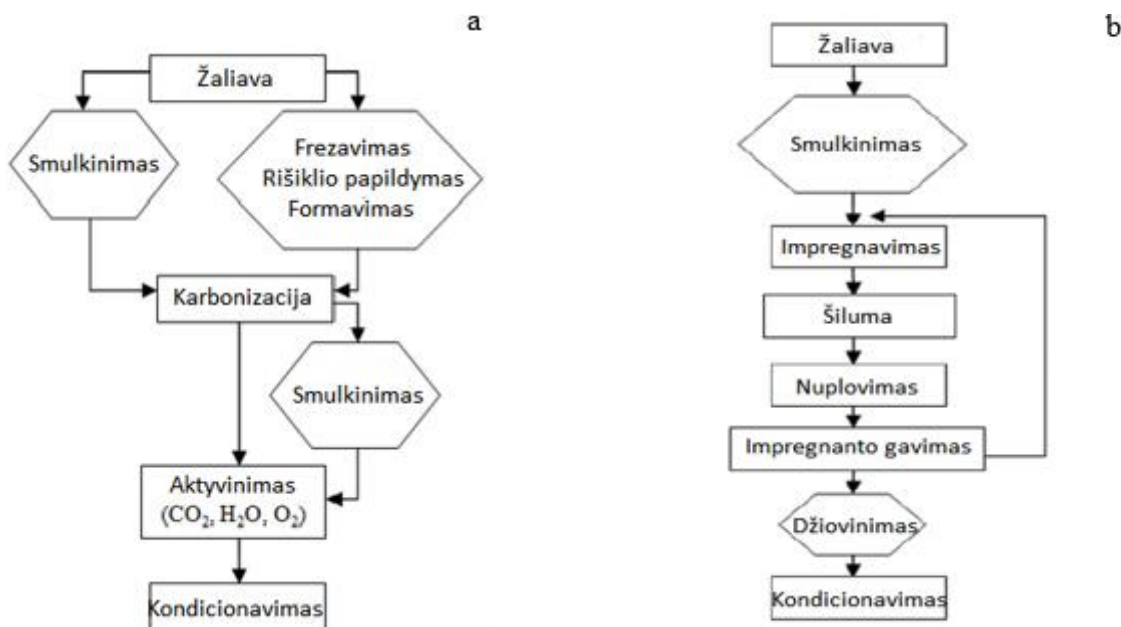 a
Žaliava
Smulkinimas
Frezavimas
Rišiklio papildymas
Formavimas
Karbonizacija
Smulkinimas
Aktyvinimas
(CO₂, H₂O, O₂)
Kondicionavimas
b
Žaliava
Smulkinimas
Impregnavimas
Šiluma
Nuplovimas
Impregnanto gavimas
Džiovinimas
Kondicionavimas